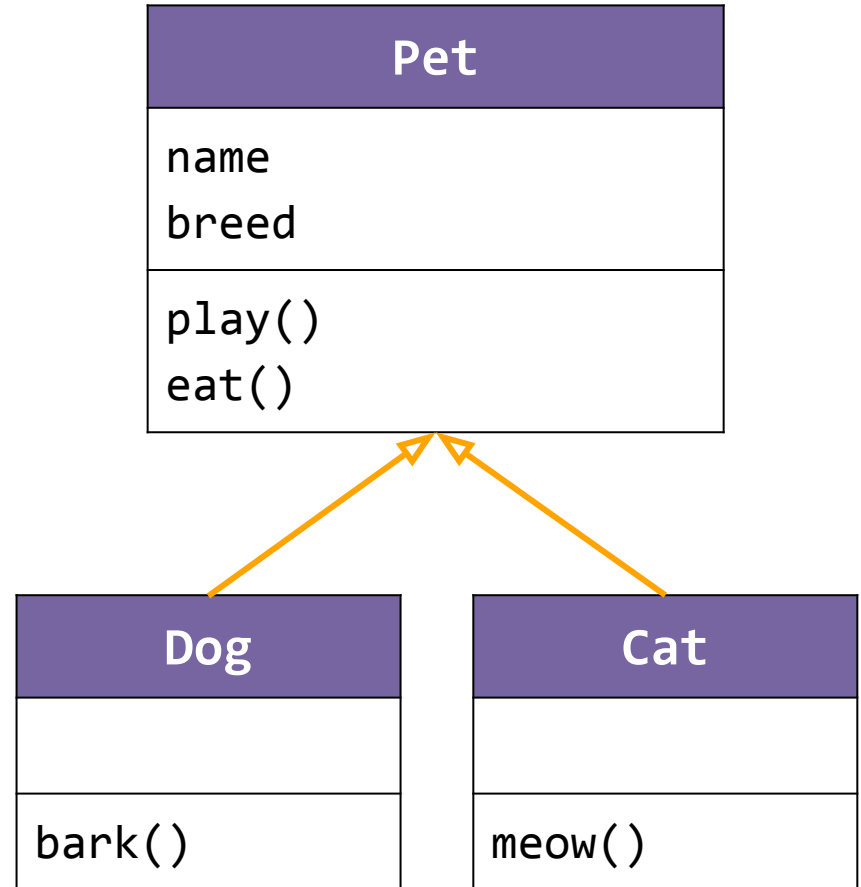 Pet
name
breed
play()
eat()
Dog
Cat
bark()
meow()